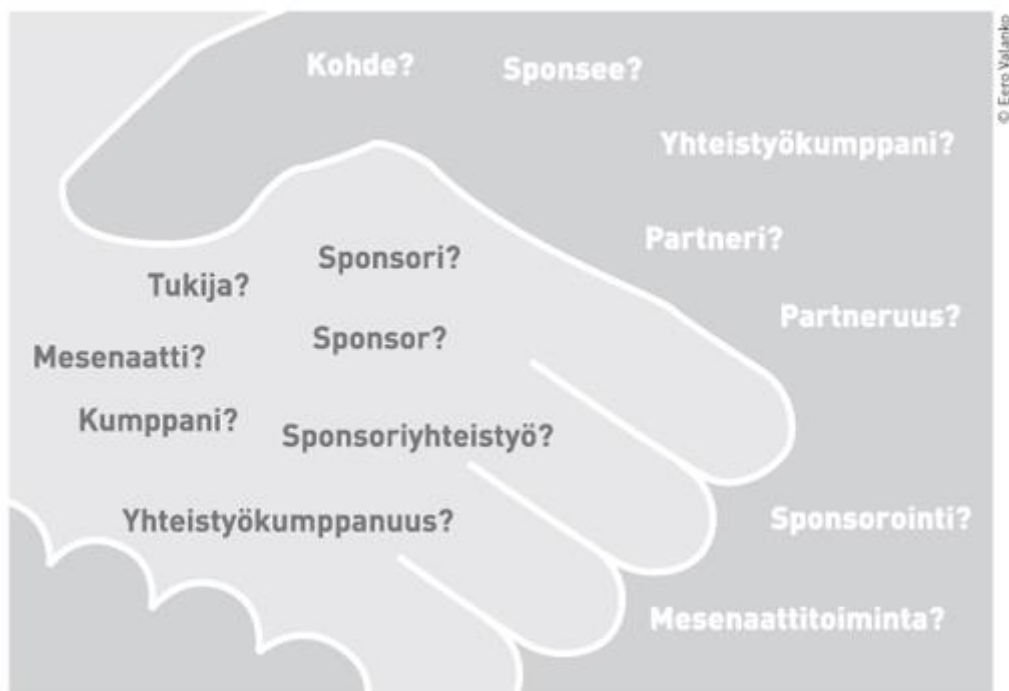 Kohde?
Sponsee?
Yhteistyökumppani?
Partneri?
Sponsori?
Tukija?
Partneruus?
Sponsor?
Mesenaatti?
Kumppani?
Sponsoriyhteistyö?
Yhteistyökumppanuus?
Sponsorointi?
Mesenaattitoiminta?
© Eero Valanko